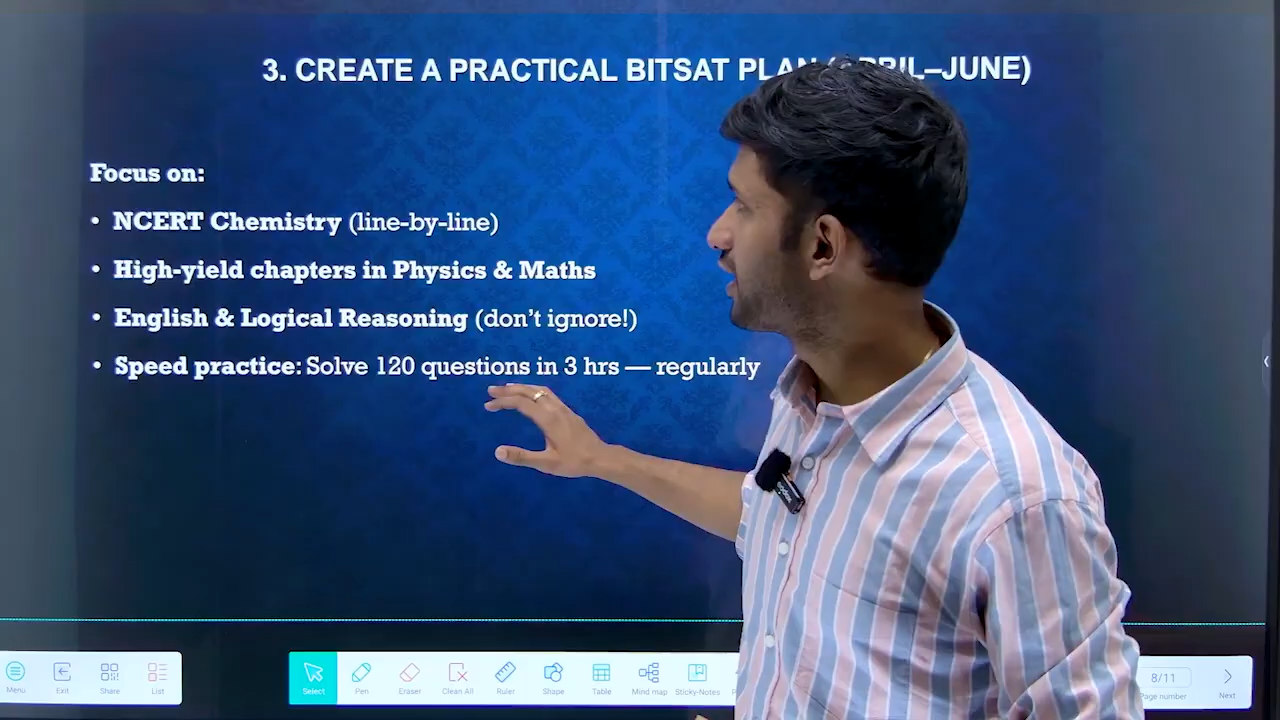 3. CREATE A PRACTICAL BITSAT PLAN (APRIL–JUNE)
Focus on:
• NCERT Chemistry (line-by-line)
• High-yield chapters in Physics & Maths
• English & Logical Reasoning (don't ignore!)
• Speed practice: Solve 120 questions in 3 hrs — regularly
Menu
Exit
Share
List
Select
Pen
Eraser
Clean All
Ruler
Shape
Table
Mind map
Sticky-Notes
8/11
Page number
Next